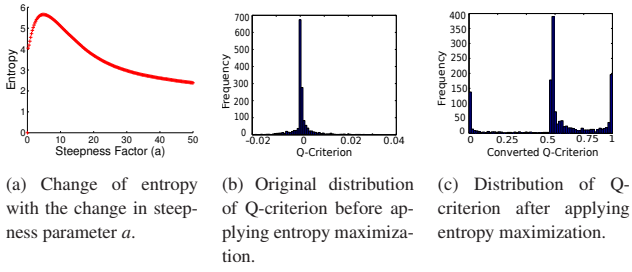 6
5
4
3
2
1
0
Entropy
0
10
20
30
40
50
Steepness Factor (a)
700
600
500
400
300
200
100
0
Frequency
-0.02
0
0.02
0.04
Q-Criterion
400
350
300
250
200
150
100
50
0
Frequency
0
0.5
1
Converted Q-Criterion
(a) Change of entropy
with the change in steep-
ness parameter a.
(b) Original distribution
of Q-criterion before ap-
plying entropy maximiza-
tion.
(c) Distribution of Q-
criterion after applying
entropy maximization.